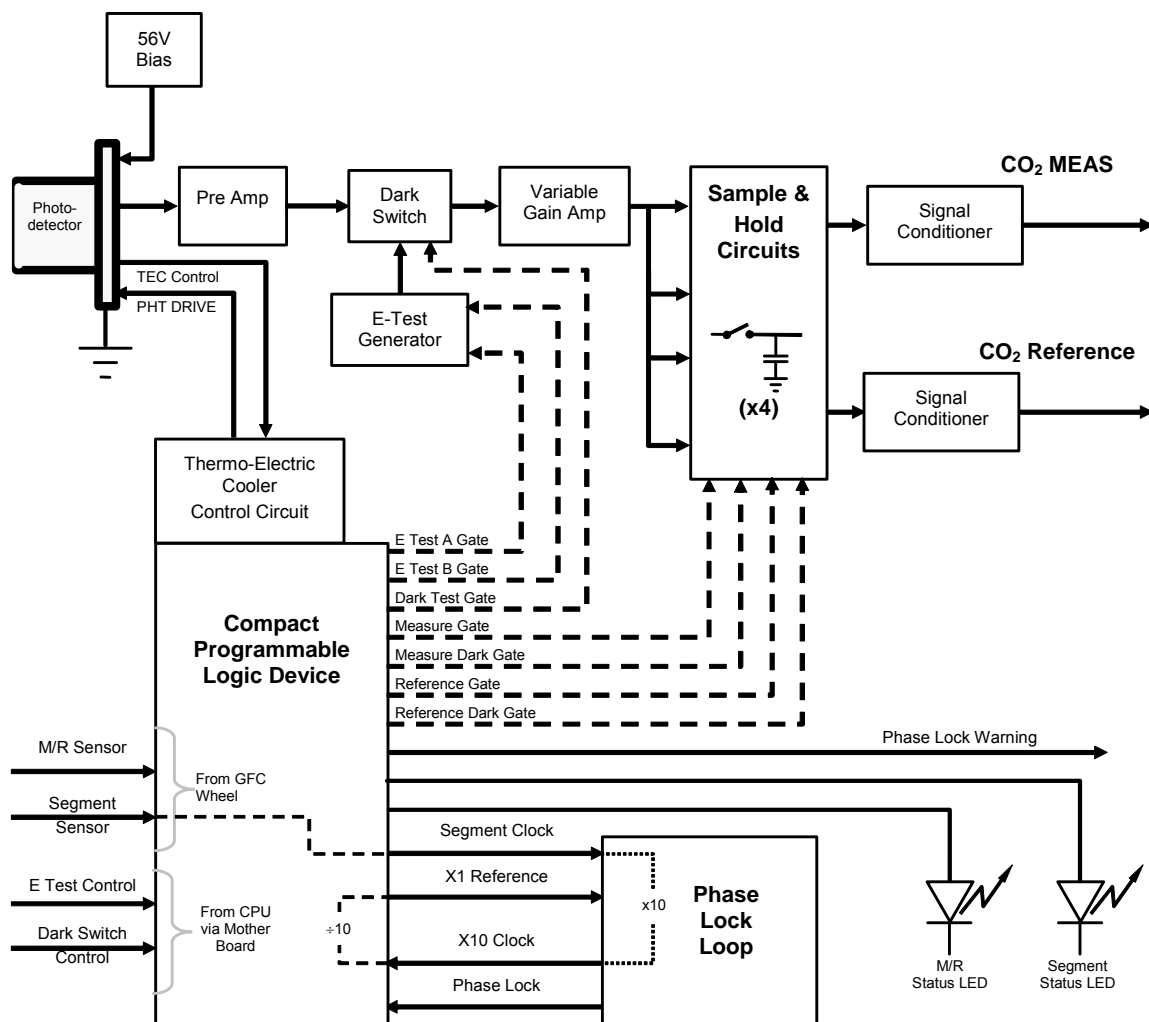 56V
Bias
Photo-
detector
Pre Amp
Dark
Switch
Variable
Gain Amp
Sample &
Hold
Circuits
(x4)
CO₂ MEAS
Signal
Conditioner
CO₂ Reference
Signal
Conditioner
TEC Control
PHT DRIVE
E-Test
Generator
Thermo-Electric
Cooler
Control Circuit
E Test A Gate
E Test B Gate
Dark Test Gate
Measure Gate
Measure Dark Gate
Reference Gate
Reference Dark Gate
Compact
Programmable
Logic Device
Phase Lock Warning
M/R Sensor
Segment
Sensor
From GFC
Wheel
E Test Control
Dark Switch
Control
From CPU
via Mother
Board
Segment Clock
X1 Reference
÷10
x10
X10 Clock
Phase Lock
Phase
Lock
Loop
M/R
Status LED
Segment
Status LED